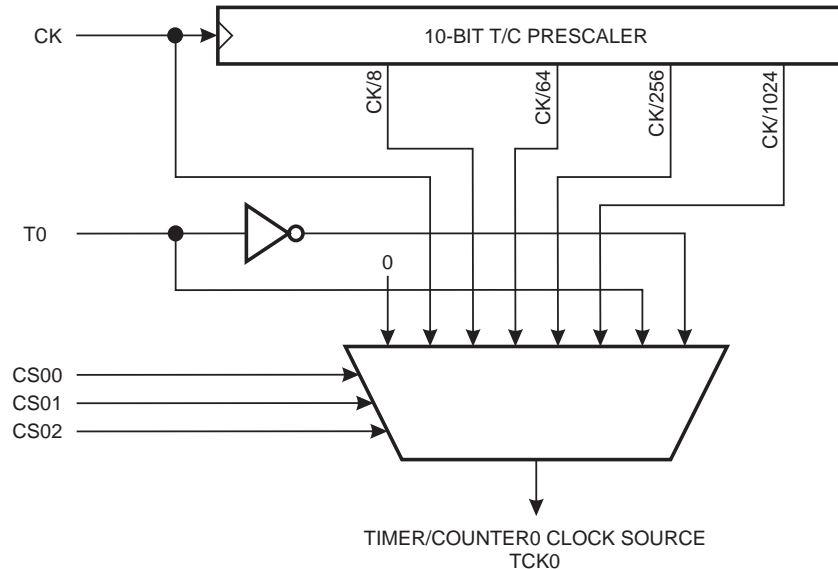 CK
10-BIT T/C PRESCALER
CK/8
CK/64
CK/256
CK/1024
T0
0
CS00
CS01
CS02
TIMER/COUNTER0 CLOCK SOURCE
TCK0